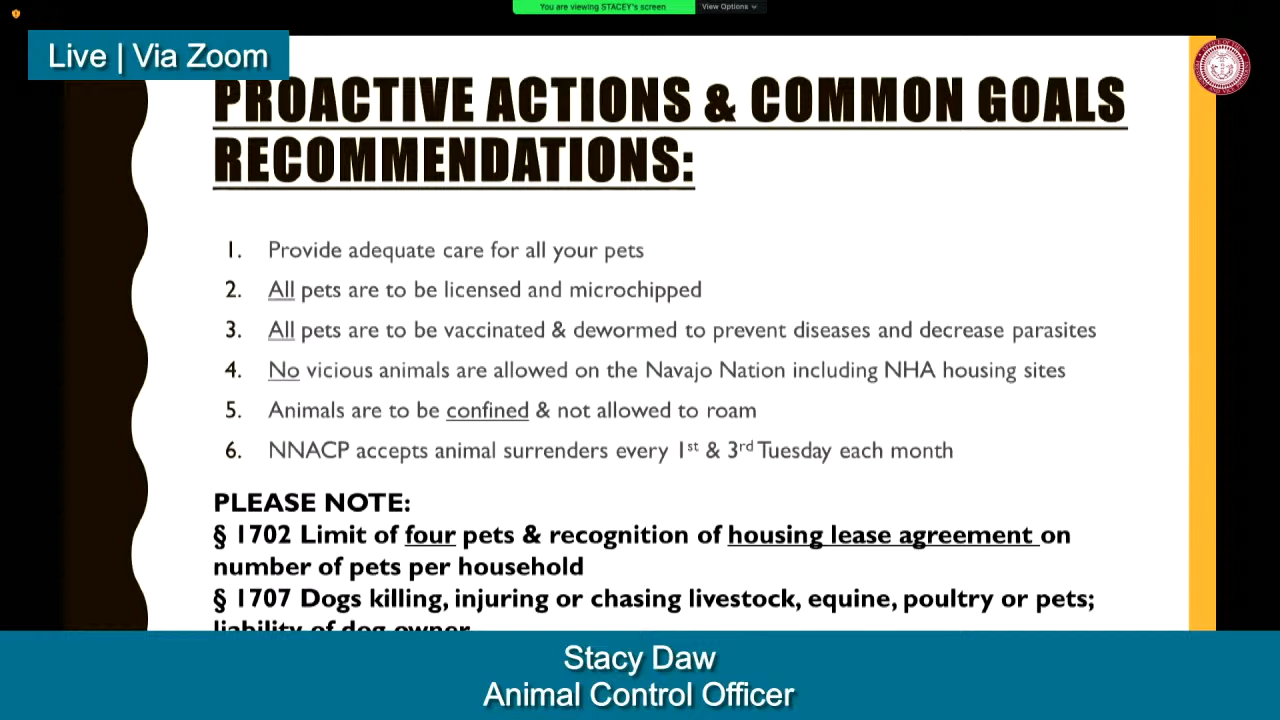 You are viewing STACEY's screen View Options
Live | Via Zoom
PROACTIVE ACTIONS & COMMON GOALS
RECOMMENDATIONS:
1. Provide adequate care for all your pets
2. All pets are to be licensed and microchipped
3. All pets are to be vaccinated & dewormed to prevent diseases and decrease parasites
4. No vicious animals are allowed on the Navajo Nation including NHA housing sites
5. Animals are to be confined & not allowed to roam
6. NNACP accepts animal surrenders every 1st & 3rd Tuesday each month
PLEASE NOTE:
§ 1702 Limit of four pets & recognition of housing lease agreement on
number of pets per household
§ 1707 Dogs killing, injuring or chasing livestock, equine, poultry or pets;
liability of dog owner
Stacy Daw
Animal Control Officer